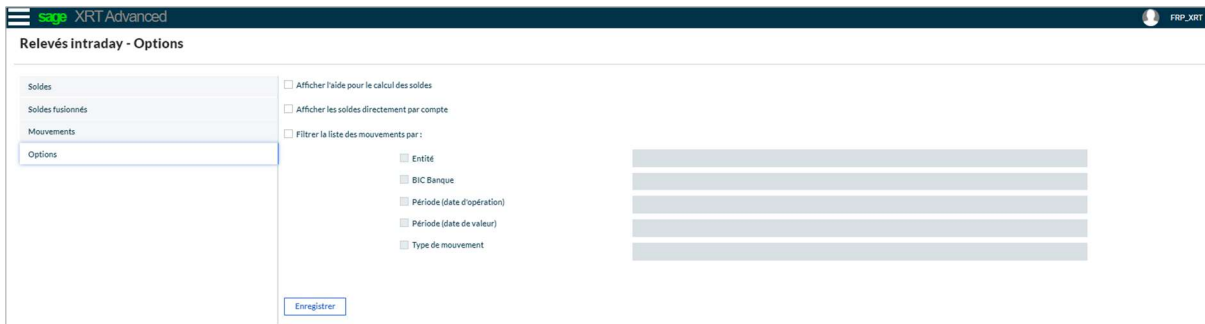 sage XRT Advanced
FRP_XRT
Relevés intraday - Options
Soldes
Soldes fusionnés
Mouvements
Options
Afficher l'aide pour le calcul des soldes
Afficher les soldes directement par compte
Filtrer la liste des mouvements par :
Entité
BIC Banque
Période (date d'opération)
Période (date de valeur)
Type de mouvement
Enregistrer